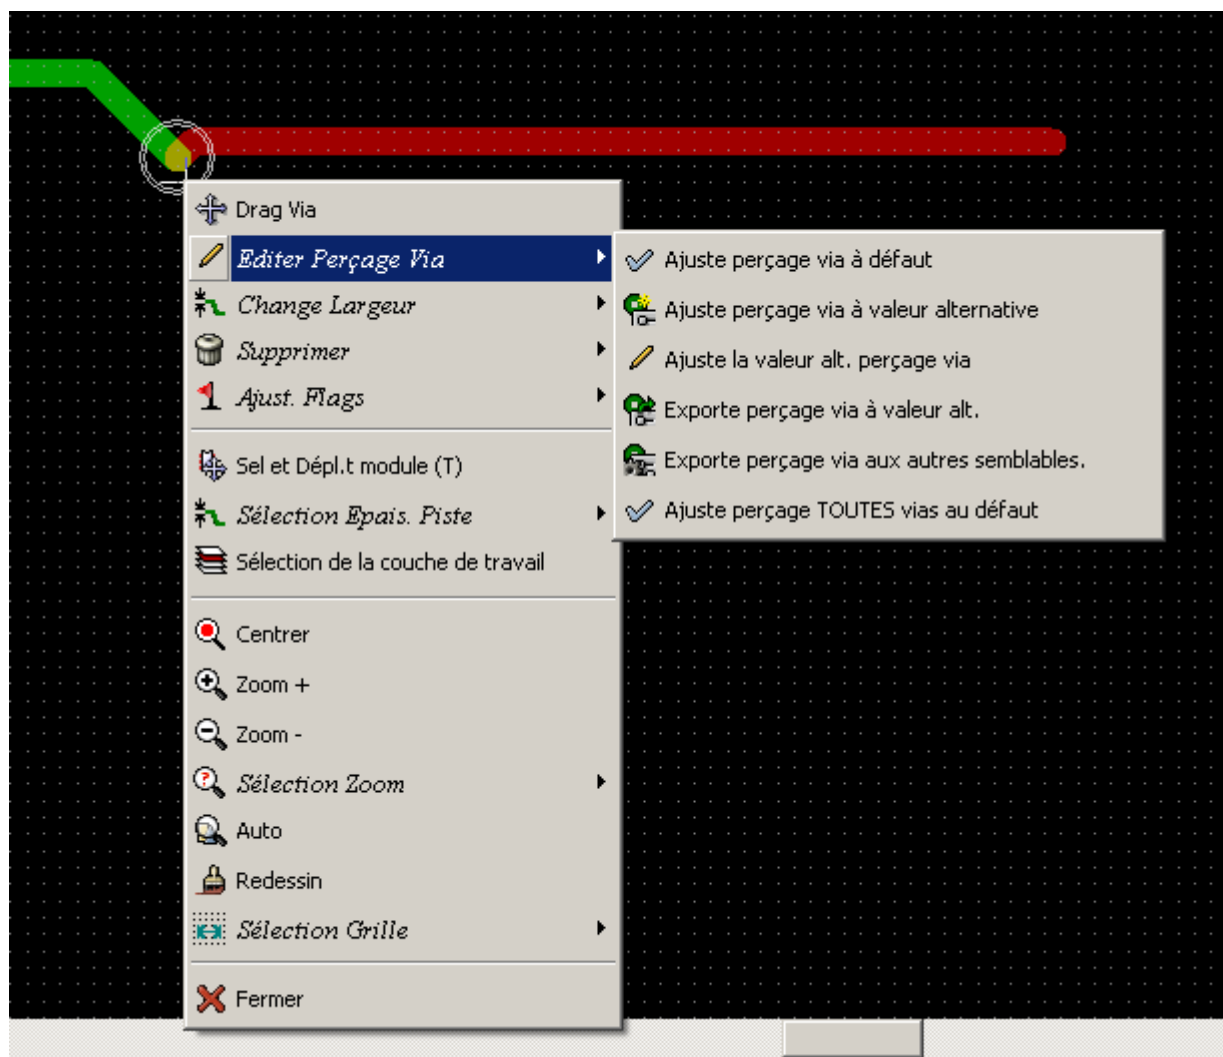 Drag Via
Editer Perçage Via
Change Largeur
Supprimer
Ajust. Flags
Sel et Dépl.t module (T)
Sélection Epais. Piste
Sélection de la couche de travail
Centrer
Zoom +
Zoom -
Sélection Zoom
Auto
Redessin
Sélection Grille
Fermer
Ajuste perçage via à défaut
Ajuste perçage via à valeur alternative
Ajuste la valeur alt. perçage via
Exporte perçage via à valeur alt.
Exporte perçage via aux autres semblables.
Ajuste perçage TOUTES vias au défaut